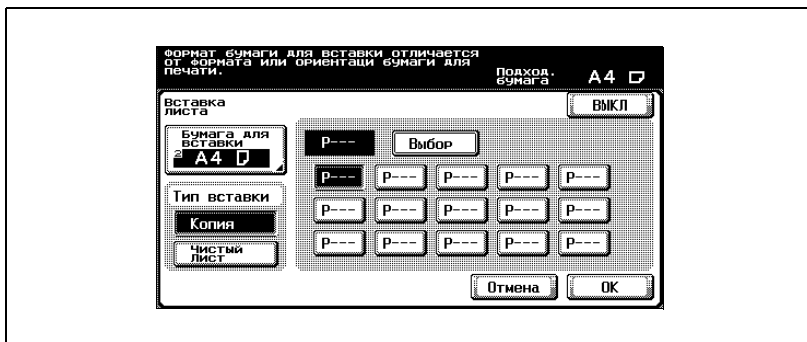 Формат бумаги для вставки отличается
от формата или ориентаци бумаги для
печати.
Подход.
бумага
A4
Вставка
листа
ВЫКЛ
Бумага для
вставки
2 A4
P---
Выбор
P--- P--- P--- P--- P---
Тип вставки
Копия
P--- P--- P--- P--- P---
Чистый
лист
P--- P--- P--- P--- P---
Отмена
OK